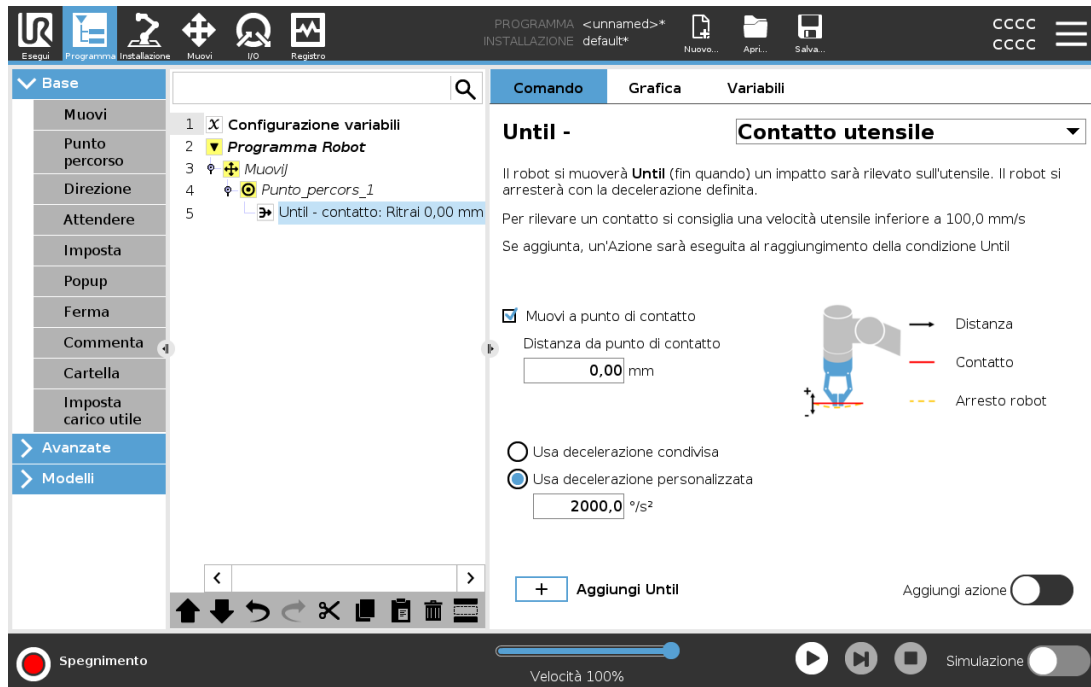 UR
PROGRAMMA <unnamed>*
INSTALLAZIONE default*
Esegui
Programma
Installazione
Muovi
I/O
Registro
Nuovo...
Apri...
Salva...
CCCC
CCCC
Base
Muovi
Punto
percorso
Direzione
Attendere
Imposta
Popup
Ferma
Commenta
Cartella
Imposta
carico utile
Avanzate
Modelli
1 X Configurazione variabili
2 Programma Robot
3 MuoviJ
4 Punto_percors_1
5 Until - contatto: Ritrai 0,00 mm
Comando
Grafica
Variabili
Until -
Contatto utensile
Il robot si muoverà Until (fin quando) un impatto sarà rilevato sull'utensile. Il robot si
arresterà con la decelerazione definita.
Per rilevare un contatto si consiglia una velocità utensile inferiore a 100,0 mm/s
Se aggiunta, un'Azione sarà eseguita al raggiungimento della condizione Until
Muovi a punto di contatto
Distanza da punto di contatto
0,00 mm
+
-
Distanza
Contatto
Arresto robot
Usa decelerazione condivisa
Usa decelerazione personalizzata
2000,0 °/s²
+ Aggiungi Until
Aggiungi azione
Spegnimento
Velocità 100%
Simulazione